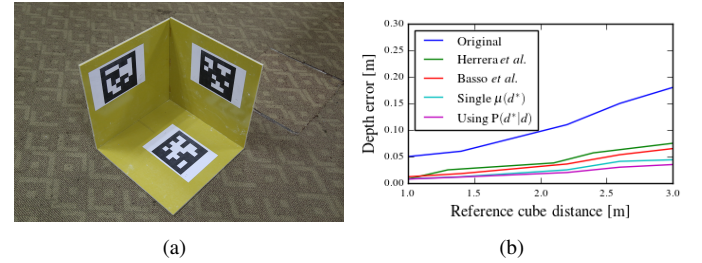 0.30
0.25
0.20
0.15
0.10
0.05
0.00
Depth error [m]
Original
Herrera et al.
Basso et al.
Single μ(d*)
Using P(d*|d)
1.0 1.5 2.0 2.5 3.0
Reference cube distance [m]
(a) (b)